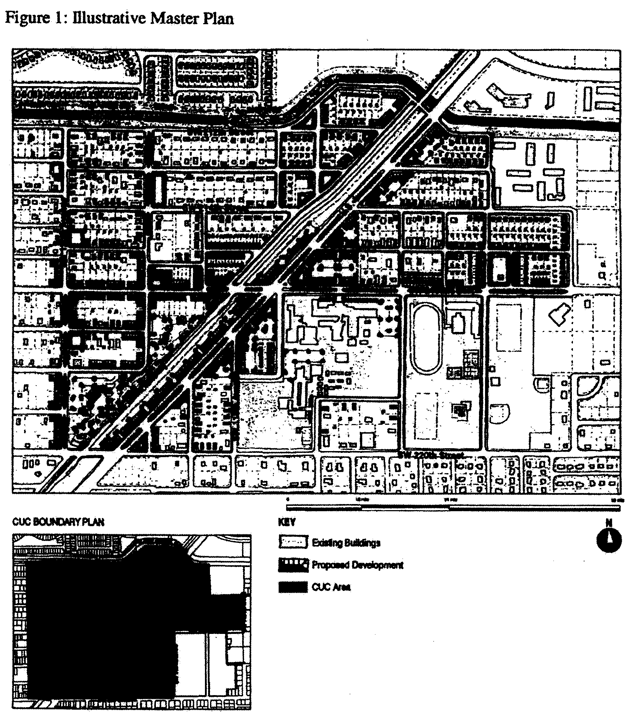 Figure 1: Illustrative Master Plan
SW 220th Street
CUC BOUNDARY PLAN
KEY
Existing Buildings
Proposed Development
CUC Area
N